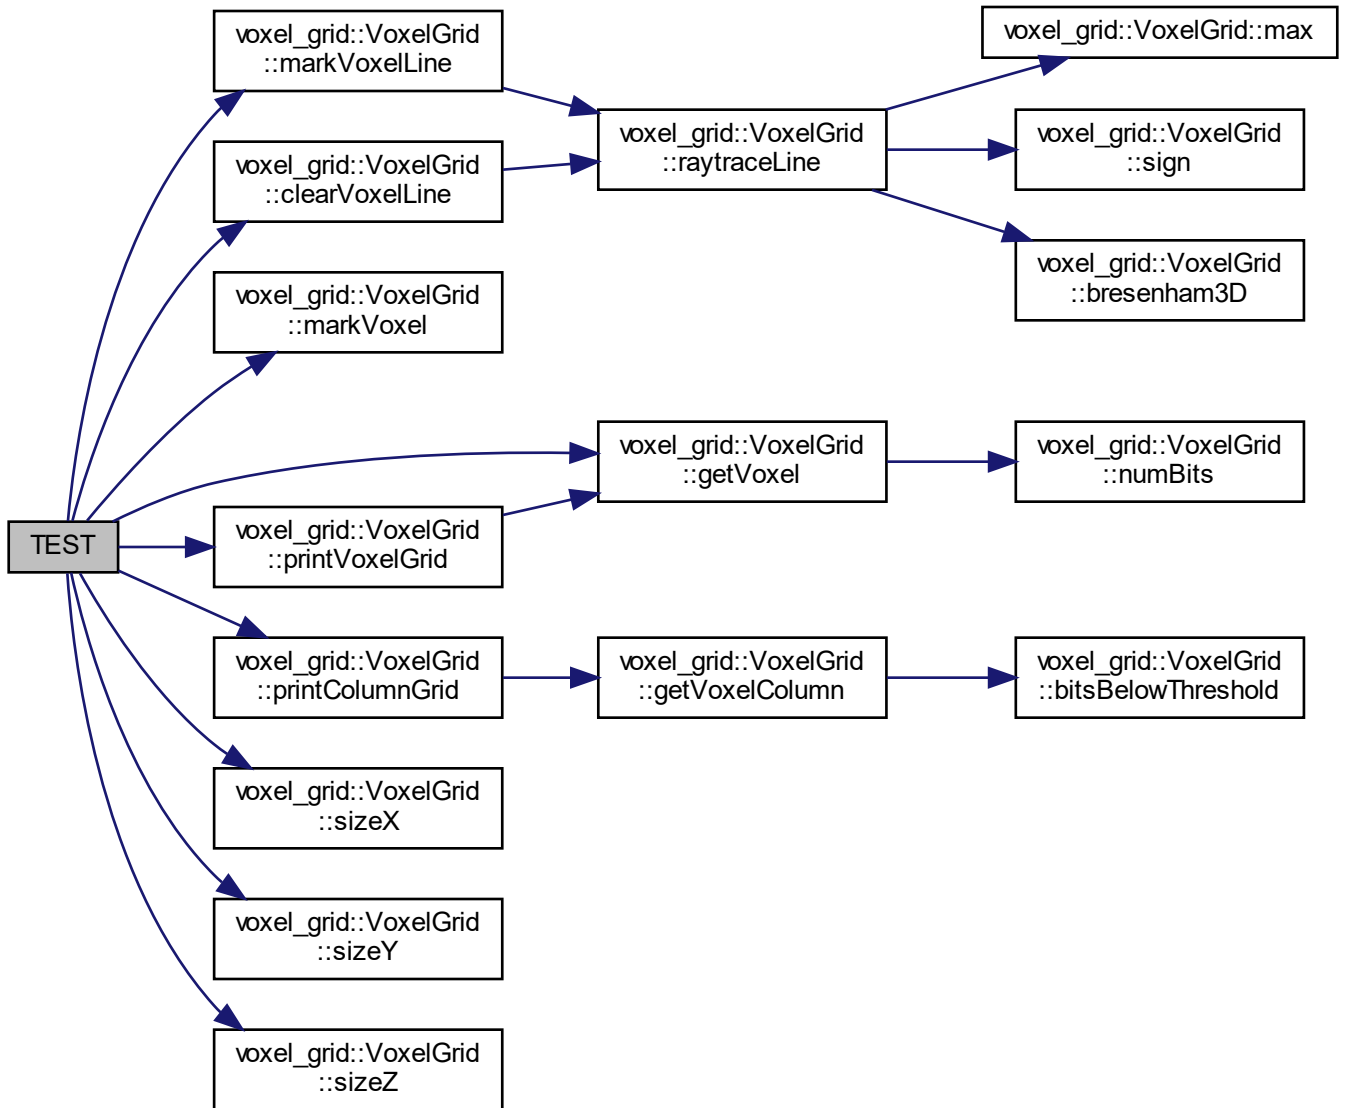 voxel_grid::VoxelGrid
::markVoxelLine
voxel_grid::VoxelGrid::max
voxel_grid::VoxelGrid
::raytraceLine
voxel_grid::VoxelGrid
::sign
voxel_grid::VoxelGrid
::clearVoxelLine
voxel_grid::VoxelGrid
::bresenham3D
voxel_grid::VoxelGrid
::markVoxel
voxel_grid::VoxelGrid
::getVoxel
voxel_grid::VoxelGrid
::numBits
TEST
voxel_grid::VoxelGrid
::printVoxelGrid
voxel_grid::VoxelGrid
::printColumnGrid
voxel_grid::VoxelGrid
::getVoxelColumn
voxel_grid::VoxelGrid
::bitsBelowThreshold
voxel_grid::VoxelGrid
::sizeX
voxel_grid::VoxelGrid
::sizeY
voxel_grid::VoxelGrid
::sizeZ